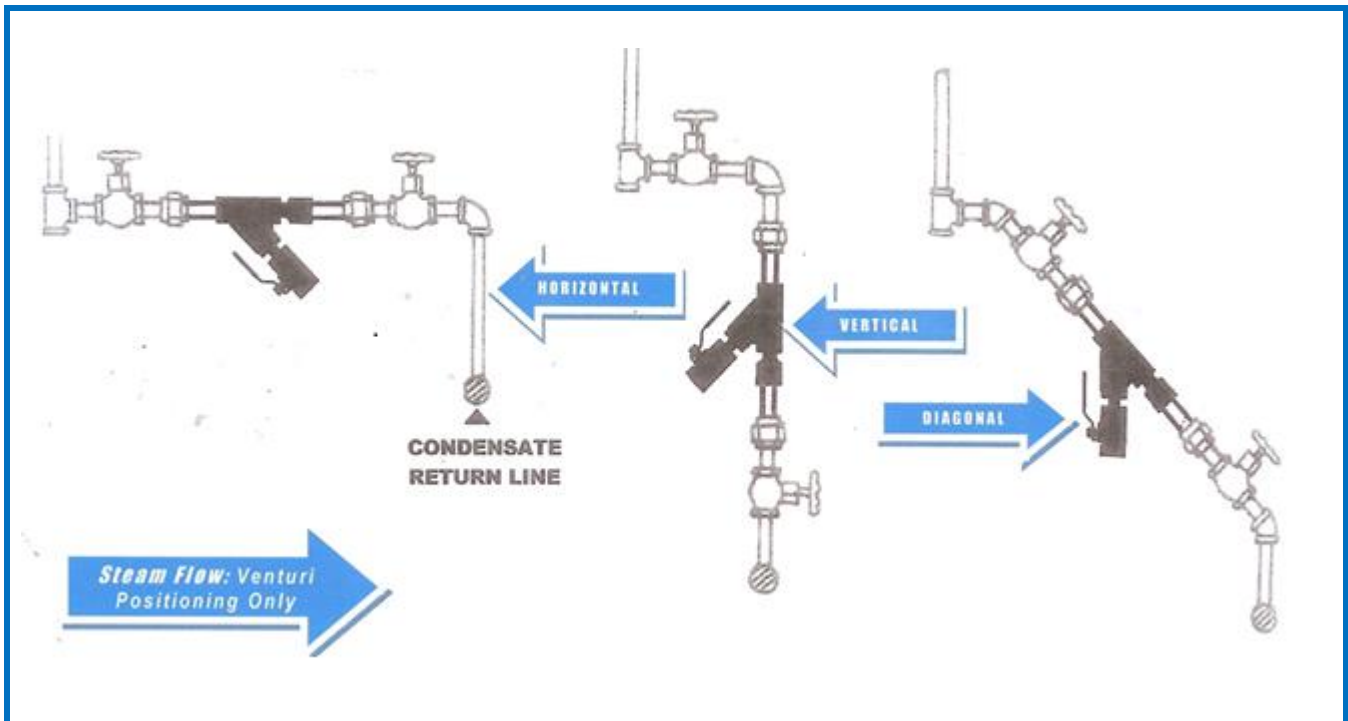 HORIZONTAL
VERTICAL
DIAGONAL
CONDENSATE
RETURN LINE
Steam Flow: Venturi
Positioning Only